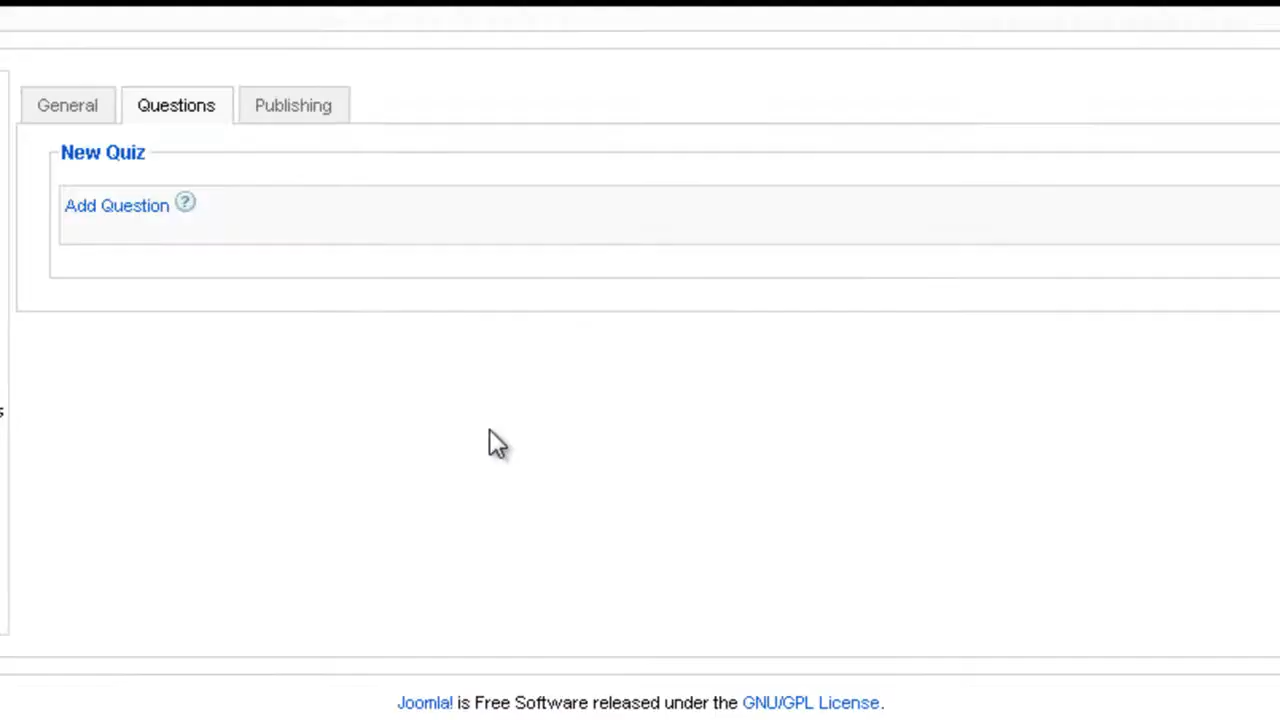 General Questions Publishing
New Quiz
Add Question ?
Joomla! is Free Software released under the GNU/GPL License.